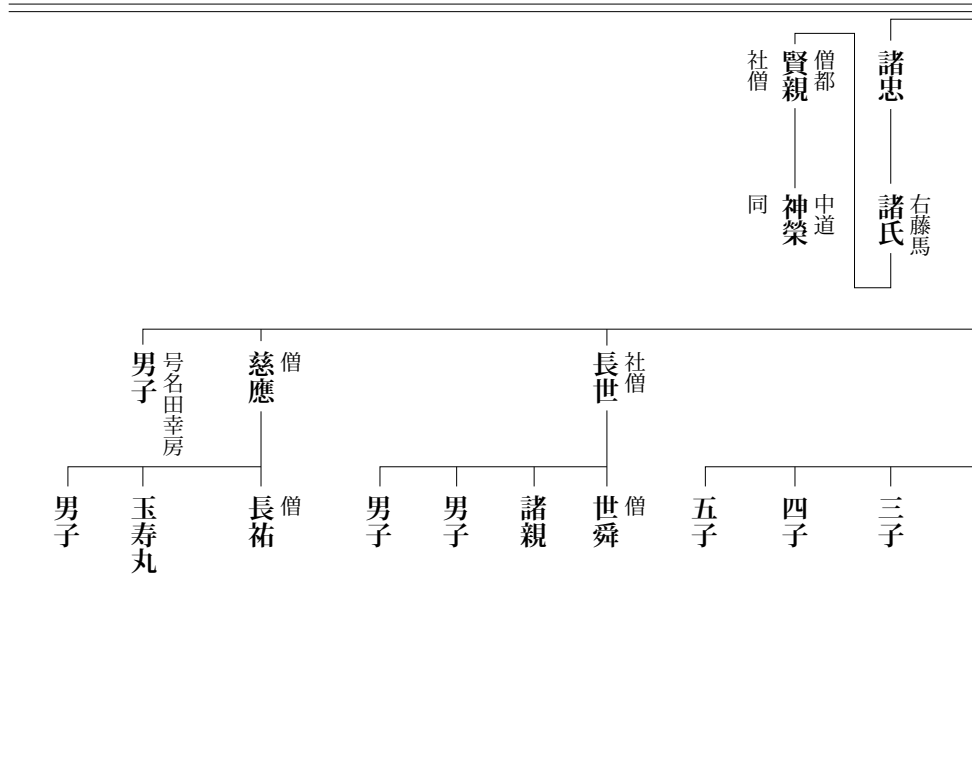 諸忠
右藤馬
諸氏
僧都
賢親
社僧
中道
神榮
同
社僧
長世
僧
慈應
号名田幸房
男子
三子
四子
五子
僧
世舜
諸親
男子
男子
僧
長祐
玉寿丸
男子